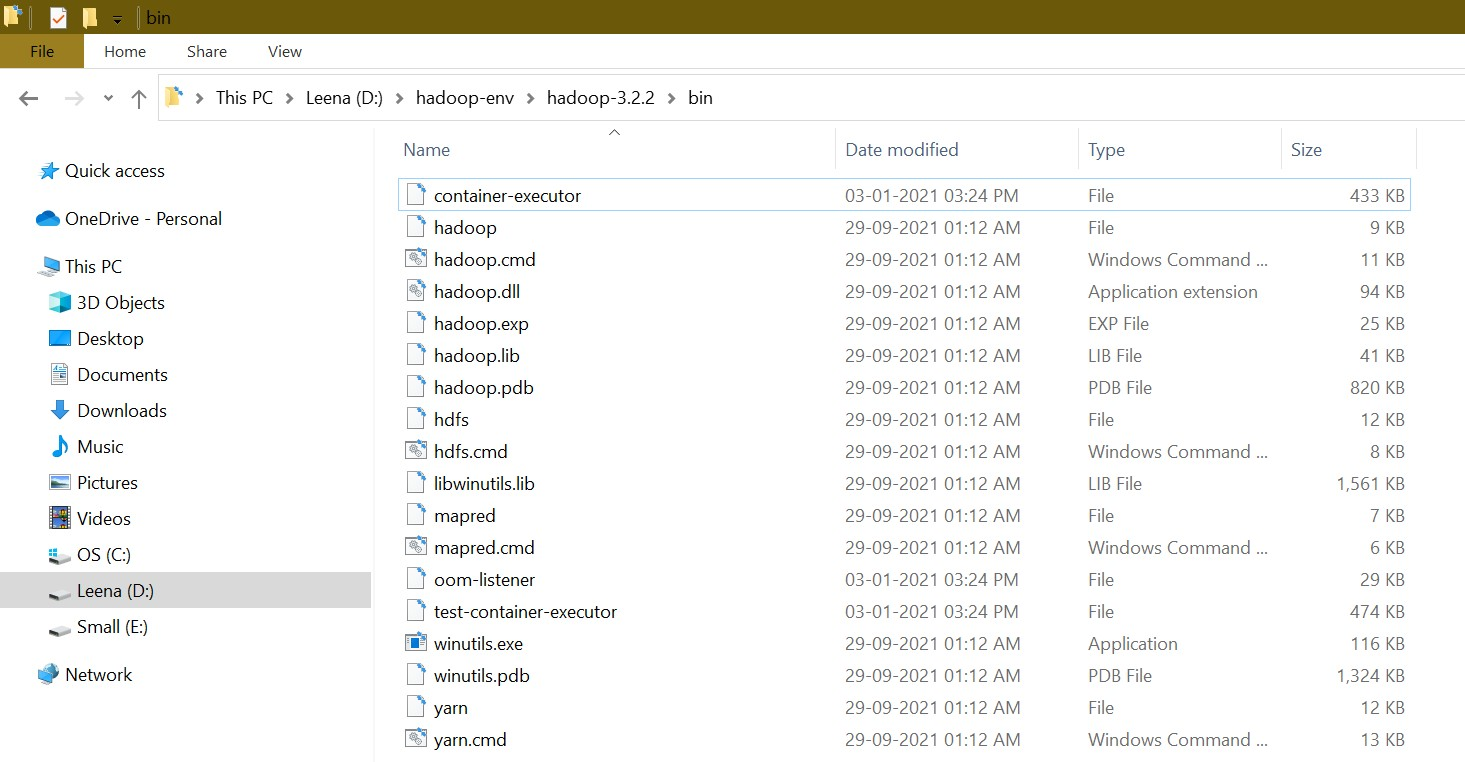 bin
File Home Share View
This PC Leena (D:) hadoop-env hadoop-3.2.2 bin
Quick access
OneDrive - Personal
This PC
3D Objects
Desktop
Documents
Downloads
Music
Pictures
Videos
OS (C:)
Leena (D:)
Small (E:)
Network
Name Date modified Type Size
container-executor 03-01-2021 03:24 PM File 433 KB
hadoop 29-09-2021 01:12 AM File 9 KB
hadoop.cmd 29-09-2021 01:12 AM Windows Command ... 11 KB
hadoop.dll 29-09-2021 01:12 AM Application extension 94 KB
hadoop.exp 29-09-2021 01:12 AM EXP File 25 KB
hadoop.lib 29-09-2021 01:12 AM LIB File 41 KB
hadoop.pdb 29-09-2021 01:12 AM PDB File 820 KB
hdfs 29-09-2021 01:12 AM File 12 KB
hdfs.cmd 29-09-2021 01:12 AM Windows Command ... 8 KB
libwinutils.lib 29-09-2021 01:12 AM LIB File 1,561 KB
mapred 29-09-2021 01:12 AM File 7 KB
mapred.cmd 29-09-2021 01:12 AM Windows Command ... 6 KB
oom-listener 03-01-2021 03:24 PM File 29 KB
test-container-executor 03-01-2021 03:24 PM File 474 KB
winutils.exe 29-09-2021 01:12 AM Application 116 KB
winutils.pdb 29-09-2021 01:12 AM PDB File 1,324 KB
yarn 29-09-2021 01:12 AM File 12 KB
yarn.cmd 29-09-2021 01:12 AM Windows Command ... 13 KB